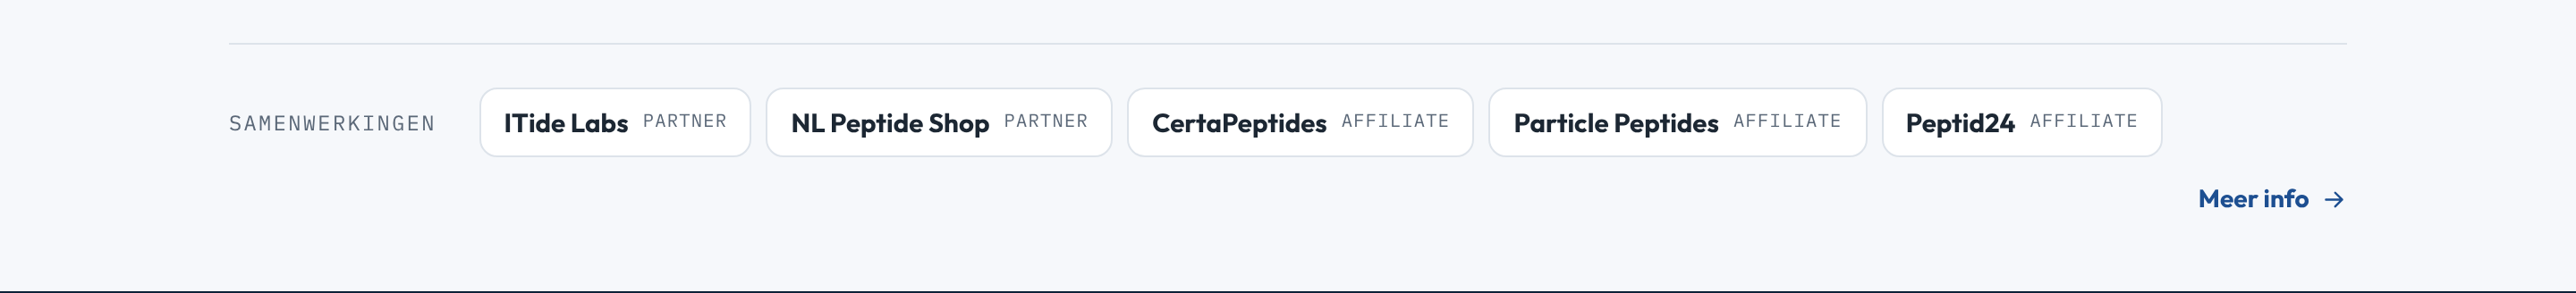 SAMENWERKINGEN ITide Labs PARTNER NL Peptide Shop PARTNER CertaPeptides AFFILIATE Particle Peptides AFFILIATE Peptid24 AFFILIATE
Meer info →